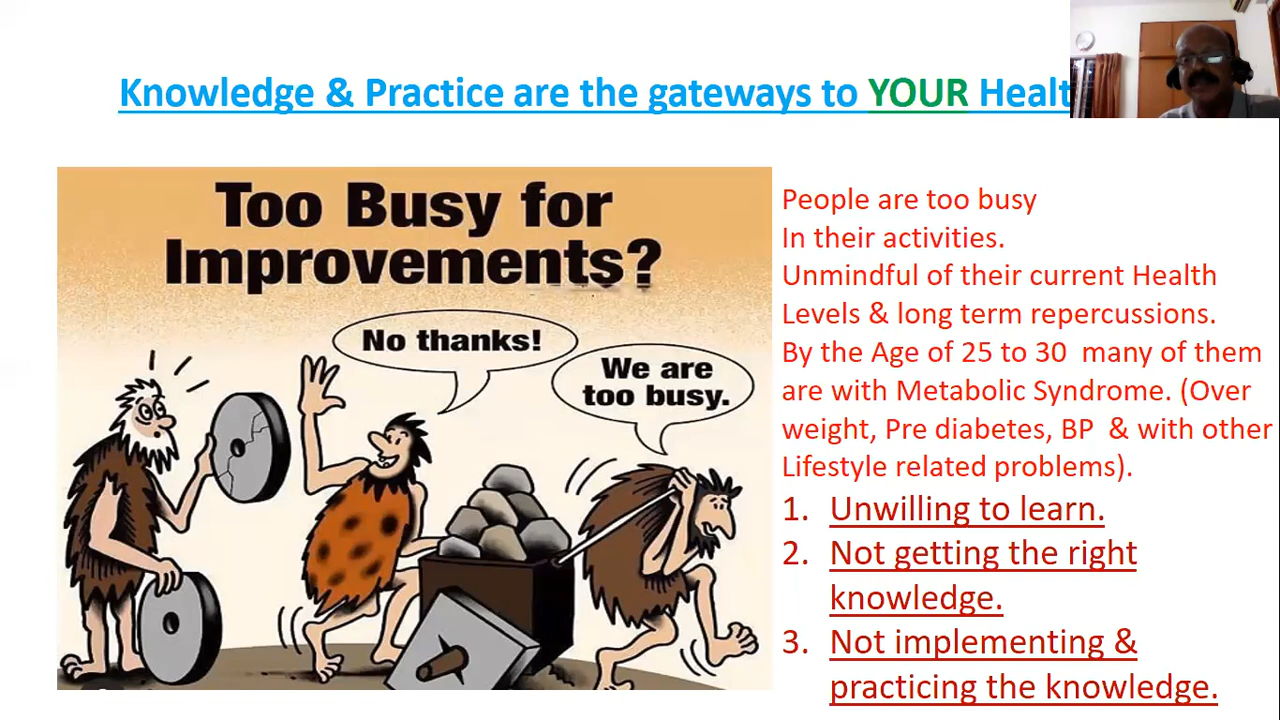 Knowledge & Practice are the gateways to YOUR Healt
Too Busy for
Improvements?
No thanks!
We are
too busy.
People are too busy
In their activities.
Unmindful of their current Health
Levels & long term repercussions.
By the Age of 25 to 30 many of them
are with Metabolic Syndrome. (Over
weight, Pre diabetes, BP & with other
Lifestyle related problems).
1. Unwilling to learn.
2. Not getting the right
knowledge.
3. Not implementing &
practicing the knowledge.